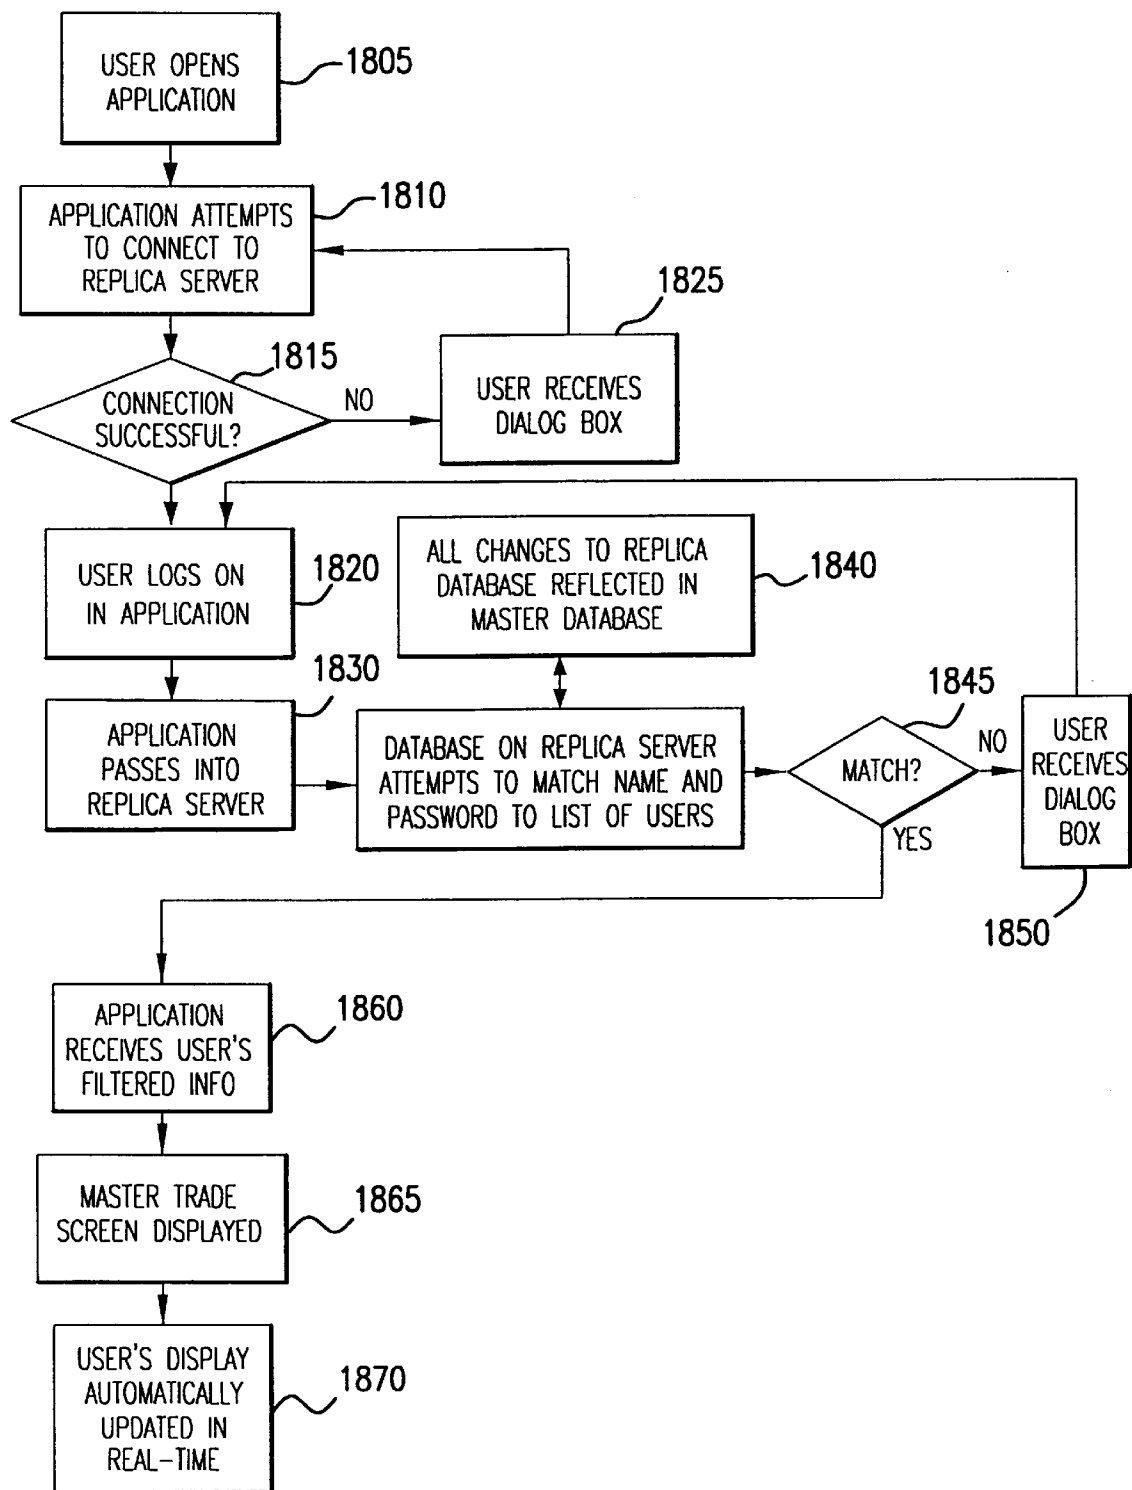 USER OPENS
APPLICATION
1805
APPLICATION ATTEMPTS
TO CONNECT TO
REPLICA SERVER
1810
CONNECTION
SUCCESSFUL?
1815
NO
USER RECEIVES
DIALOG BOX
1825
USER LOGS ON
IN APPLICATION
1820
ALL CHANGES TO REPLICA
DATABASE REFLECTED IN
MASTER DATABASE
1840
APPLICATION
PASSES INTO
REPLICA SERVER
1830
DATABASE ON REPLICA SERVER
ATTEMPTS TO MATCH NAME AND
PASSWORD TO LIST OF USERS
MATCH?
1845
NO
YES
USER
RECEIVES
DIALOG
BOX
1850
APPLICATION
RECEIVES USER'S
FILTERED INFO
1860
MASTER TRADE
SCREEN DISPLAYED
1865
USER'S DISPLAY
AUTOMATICALLY
UPDATED IN
REAL-TIME
1870